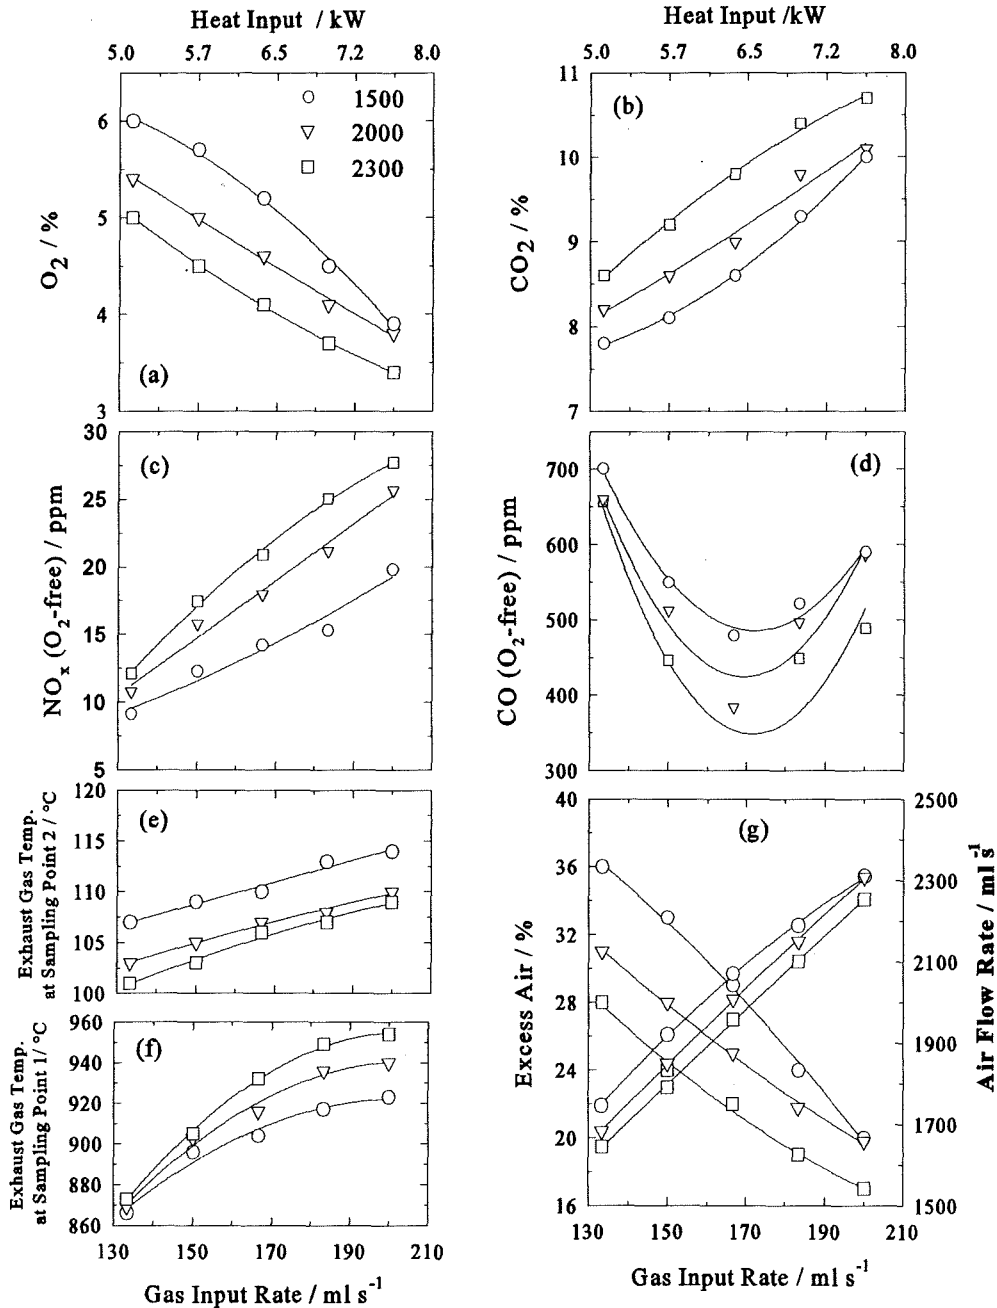 Heat Input / kW
5.0 5.7 6.5 7.2 8.0
6
5
4
3
O2 / %
1500
2000
2300
(a)
Heat Input /kW
5.0 5.7 6.5 7.2 8.0
11
10
9
8
7
CO2 / %
(b)
30
25
20
15
10
5
NOx (O2-free) / ppm
(c)
700
600
500
400
300
CO (O2-free) / ppm
(d)
120
115
110
105
100
Exhaust Gas Temp.
at Sampling Point 2 / °C
(e)
960
940
920
900
880
860
Exhaust Gas Temp.
at Sampling Point 1/ °C
(f)
130 150 170 190 210
Gas Input Rate / ml s-1
40
36
32
28
24
20
16
Excess Air / %
(g)
2500
2300
2100
1900
1700
1500
Air Flow Rate / ml s-1
130 150 170 190 210
Gas Input Rate / ml s-1